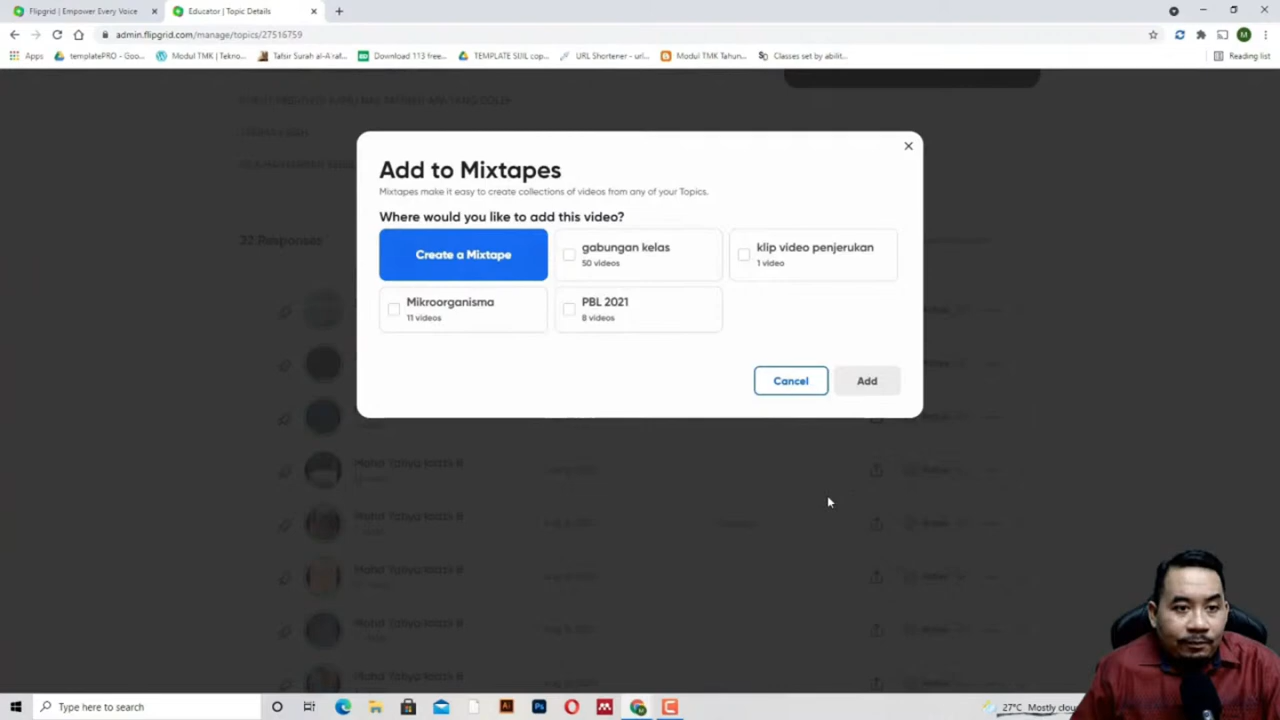 Flipgrid | Empower Every Voice
Educator | Topic Details
admin.flipgrid.com/manage/topics/27516759
M
Apps
templatePRO - Goo...
Modul TMK | Tekno...
Tafsir Surah al-A'raf...
Download 113 free...
TEMPLATE SIJIL cop...
URL Shortener - url...
Modul TMK Tahun...
Classes set by abilit...
Reading list
Add to Mixtapes
Mixtapes make it easy to create collections of videos from any of your Topics.
Where would you like to add this video?
Create a Mixtape
gabungan kelas
50 videos
klip video penjerukan
1 video
Mikroorganisma
11 videos
PBL 2021
8 videos
Cancel
Add
22 Responses
Type here to search
27°C Mostly clou